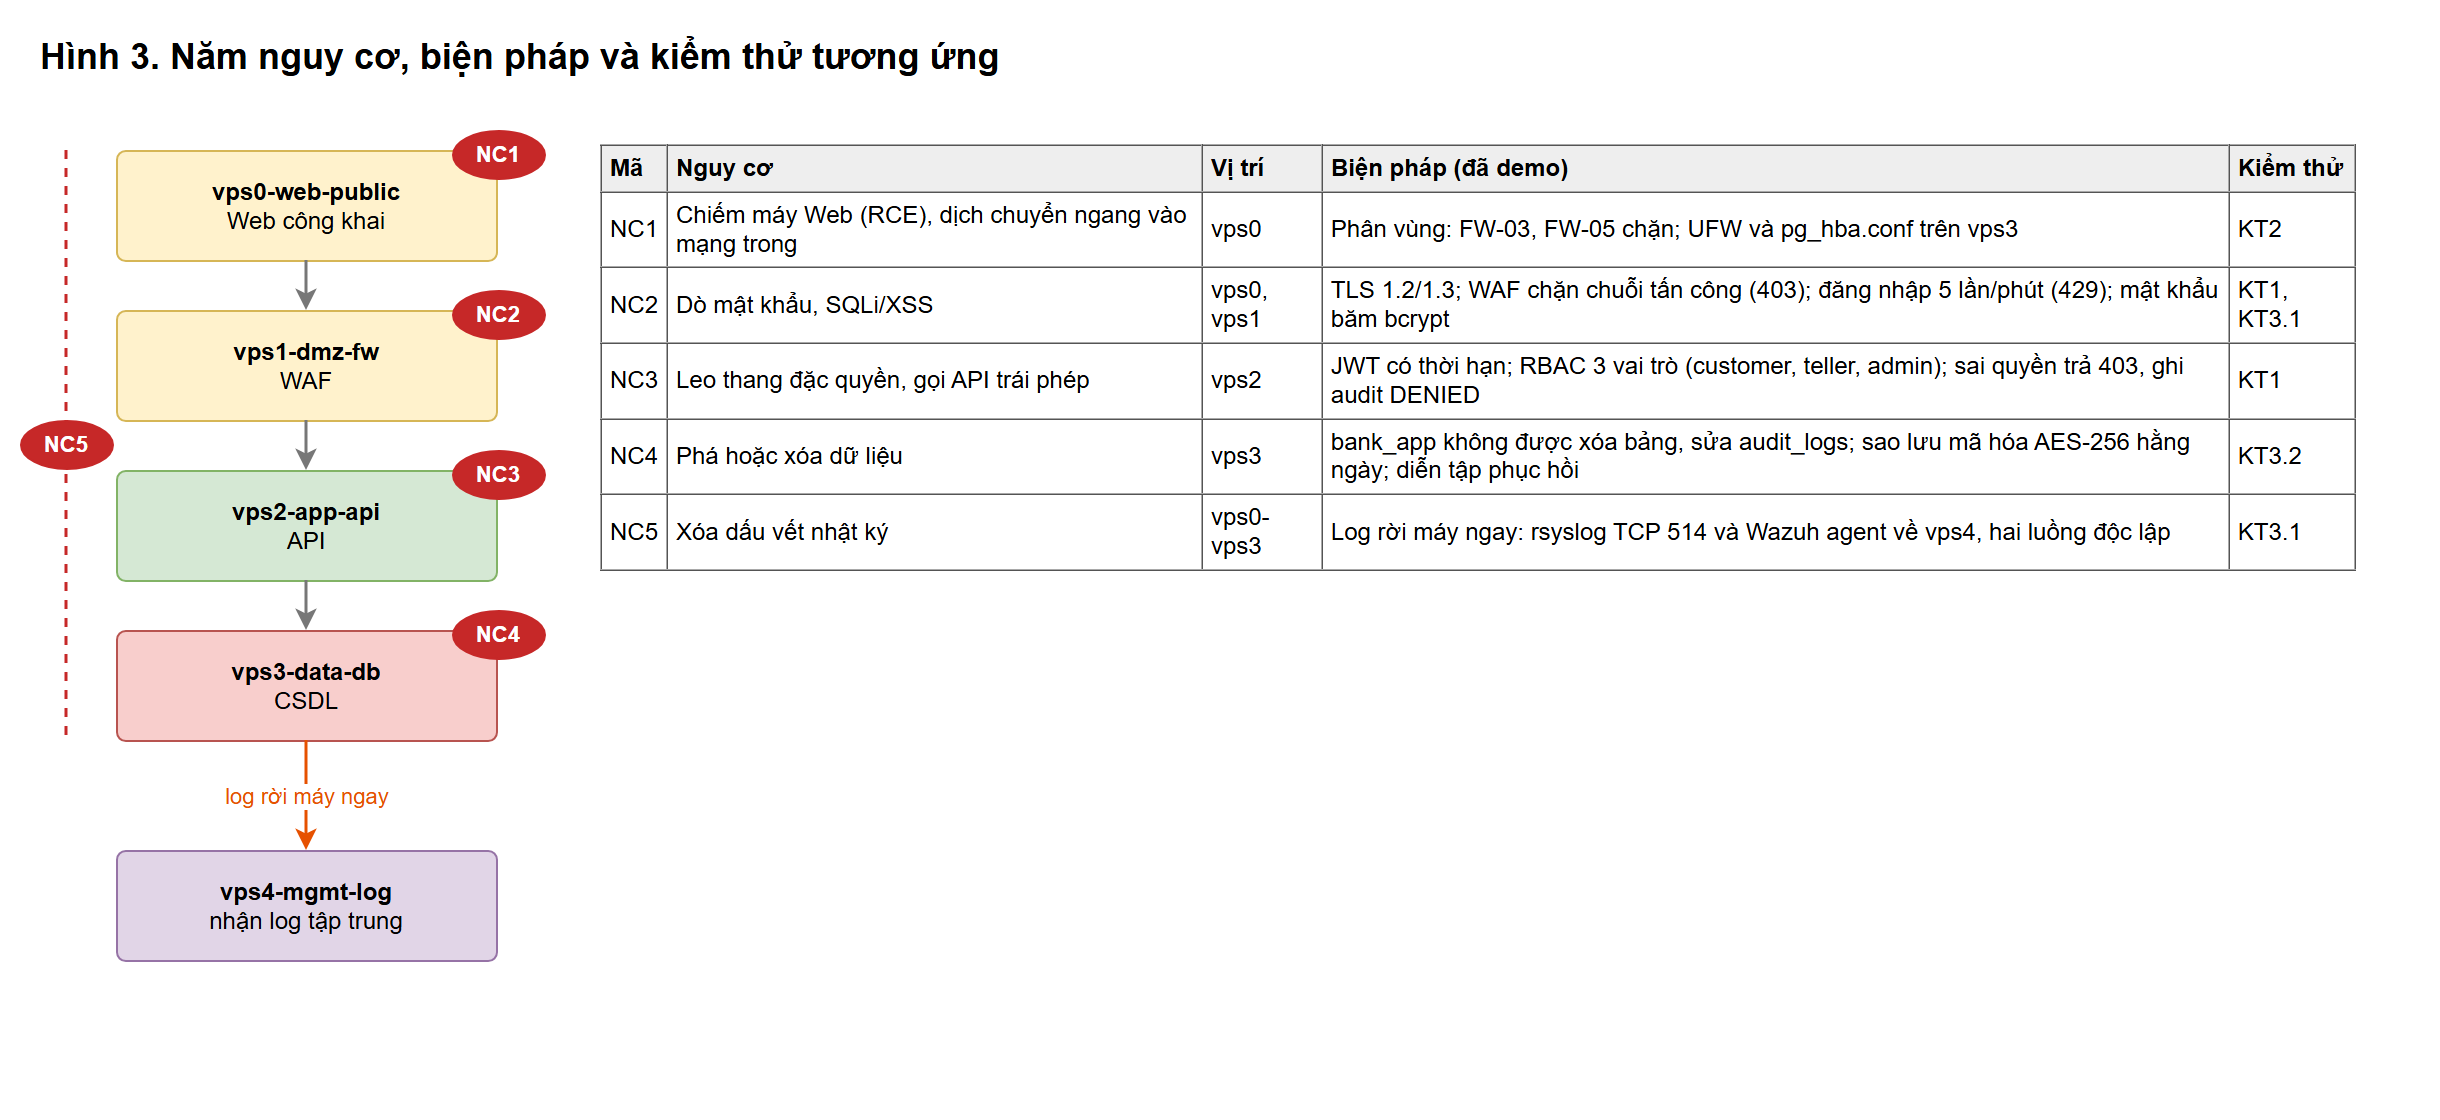 Hình 3. Năm nguy cơ, biện pháp và kiểm thử tương ứng
NC1
vps0-web-public
Web công khai
NC2
vps1-dmz-fw
WAF
NC5
NC3
vps2-app-api
API
NC4
vps3-data-db
CSDL
log rời máy ngay
vps4-mgmt-log
nhận log tập trung
Mã Nguy cơ Vị trí Biện pháp (đã demo) Kiểm thử
NC1
Chiếm máy Web (RCE), dịch chuyển ngang vào
mạng trong
vps0
Phân vùng: FW-03, FW-05 chặn; UFW và pg_hba.conf trên vps3
KT2
NC2
Dò mật khẩu, SQLi/XSS
vps0,
vps1
TLS 1.2/1.3; WAF chặn chuỗi tấn công (403); đăng nhập 5 lần/phút (429); mật khẩu
băm bcrypt
KT1,
KT3.1
NC3
Leo thang đặc quyền, gọi API trái phép
vps2
JWT có thời hạn; RBAC 3 vai trò (customer, teller, admin); sai quyền trả 403, ghi
audit DENIED
KT1
NC4
Phá hoặc xóa dữ liệu
vps3
bank_app không được xóa bảng, sửa audit_logs; sao lưu mã hóa AES-256 hằng
ngày; diễn tập phục hồi
KT3.2
NC5
Xóa dấu vết nhật ký
vps0-
vps3
Log rời máy ngay: rsyslog TCP 514 và Wazuh agent về vps4, hai luồng độc lập
KT3.1